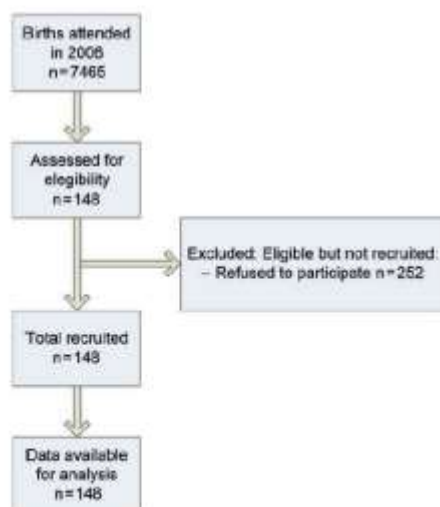 Births attended
in 2006
n=7465
Assessed for
elegibility
n=148
Excluded: Eligible but not recruited:
– Refused to participate n=252
Total recruited
n=148
Data available
for analysis
n=148